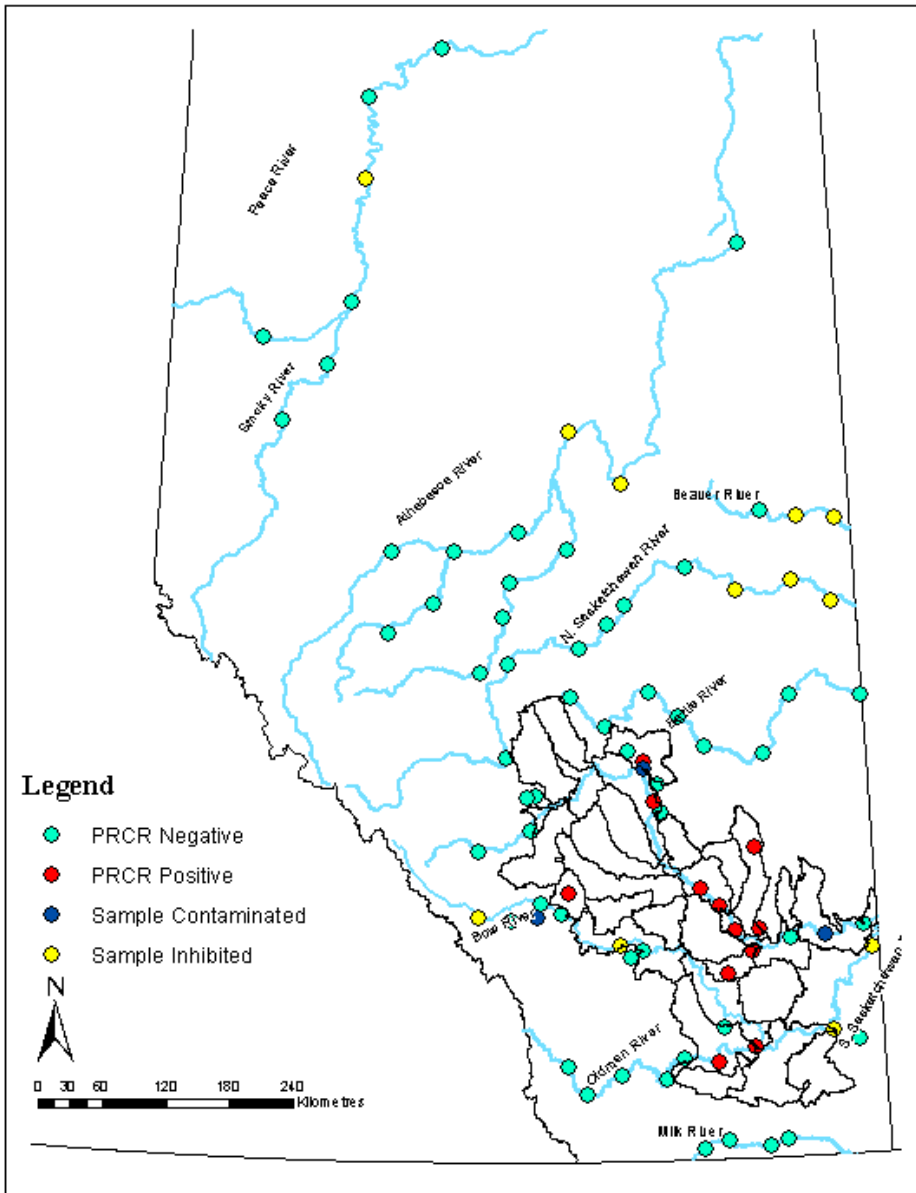 Peace River
Smoky River
Athabasca River
Beaver River
N. Saskatchewan River
Battle River
Legend
PRCR Negative
PRCR Positive
Sample Contaminated
Sample Inhibited
Bow River
N
S. Saskatchewan
Oldman River
0 30 60 120 180 240
Kilometres
Milk River